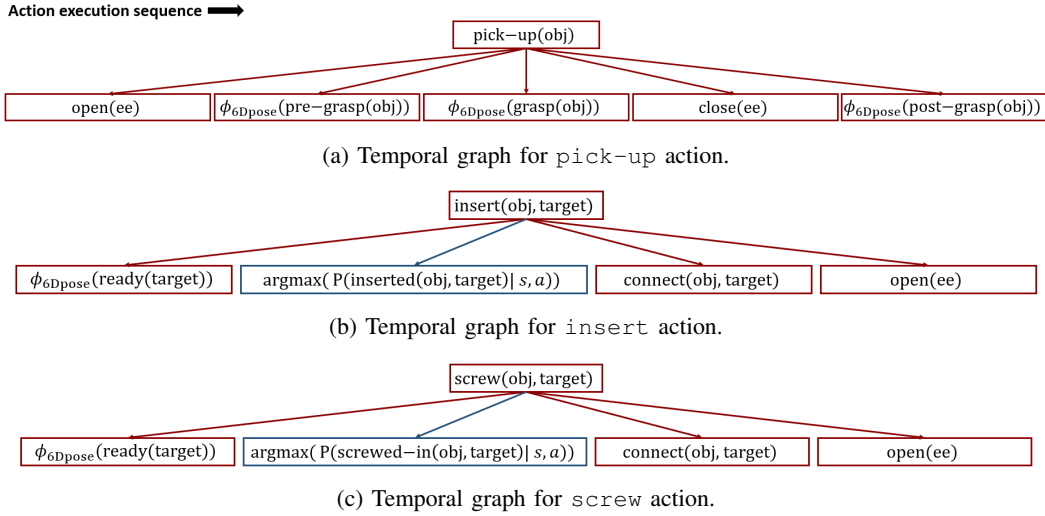 Action execution sequence
pick−up(obj)
open(ee) ϕ6Dpose(pre−grasp(obj)) ϕ6Dpose(grasp(obj)) close(ee) ϕ6Dpose(post−grasp(obj))
(a) Temporal graph for pick-up action.
insert(obj, target)
ϕ6Dpose(ready(target)) argmax( P(inserted(obj, target)| s, a)) connect(obj, target) open(ee)
(b) Temporal graph for insert action.
screw(obj, target)
ϕ6Dpose(ready(target)) argmax( P(screwed−in(obj, target)| s, a)) connect(obj, target) open(ee)
(c) Temporal graph for screw action.